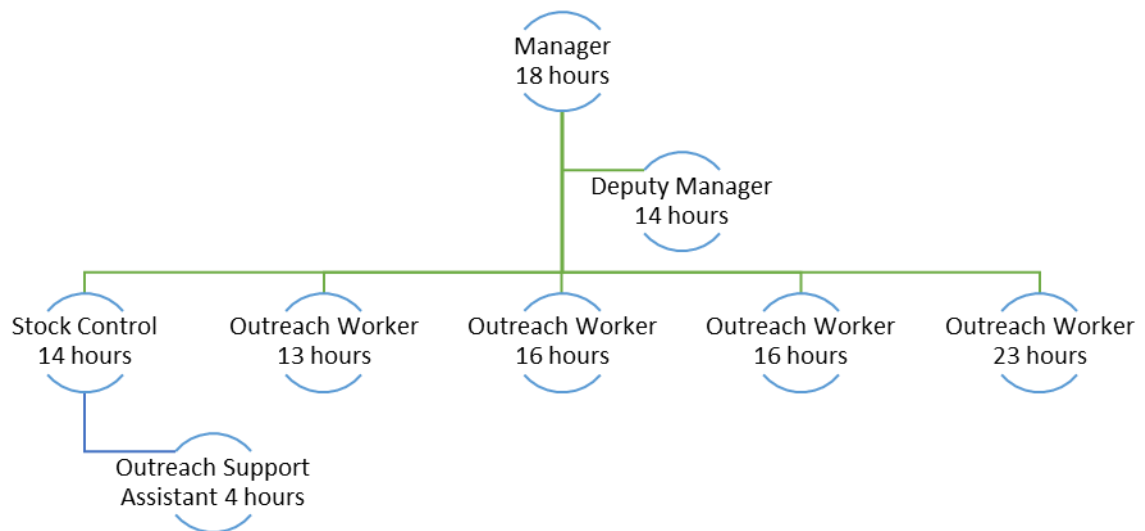 Manager
18 hours
Deputy Manager
14 hours
Stock Control
14 hours
Outreach Worker
13 hours
Outreach Worker
16 hours
Outreach Worker
16 hours
Outreach Worker
23 hours
Outreach Support
Assistant 4 hours